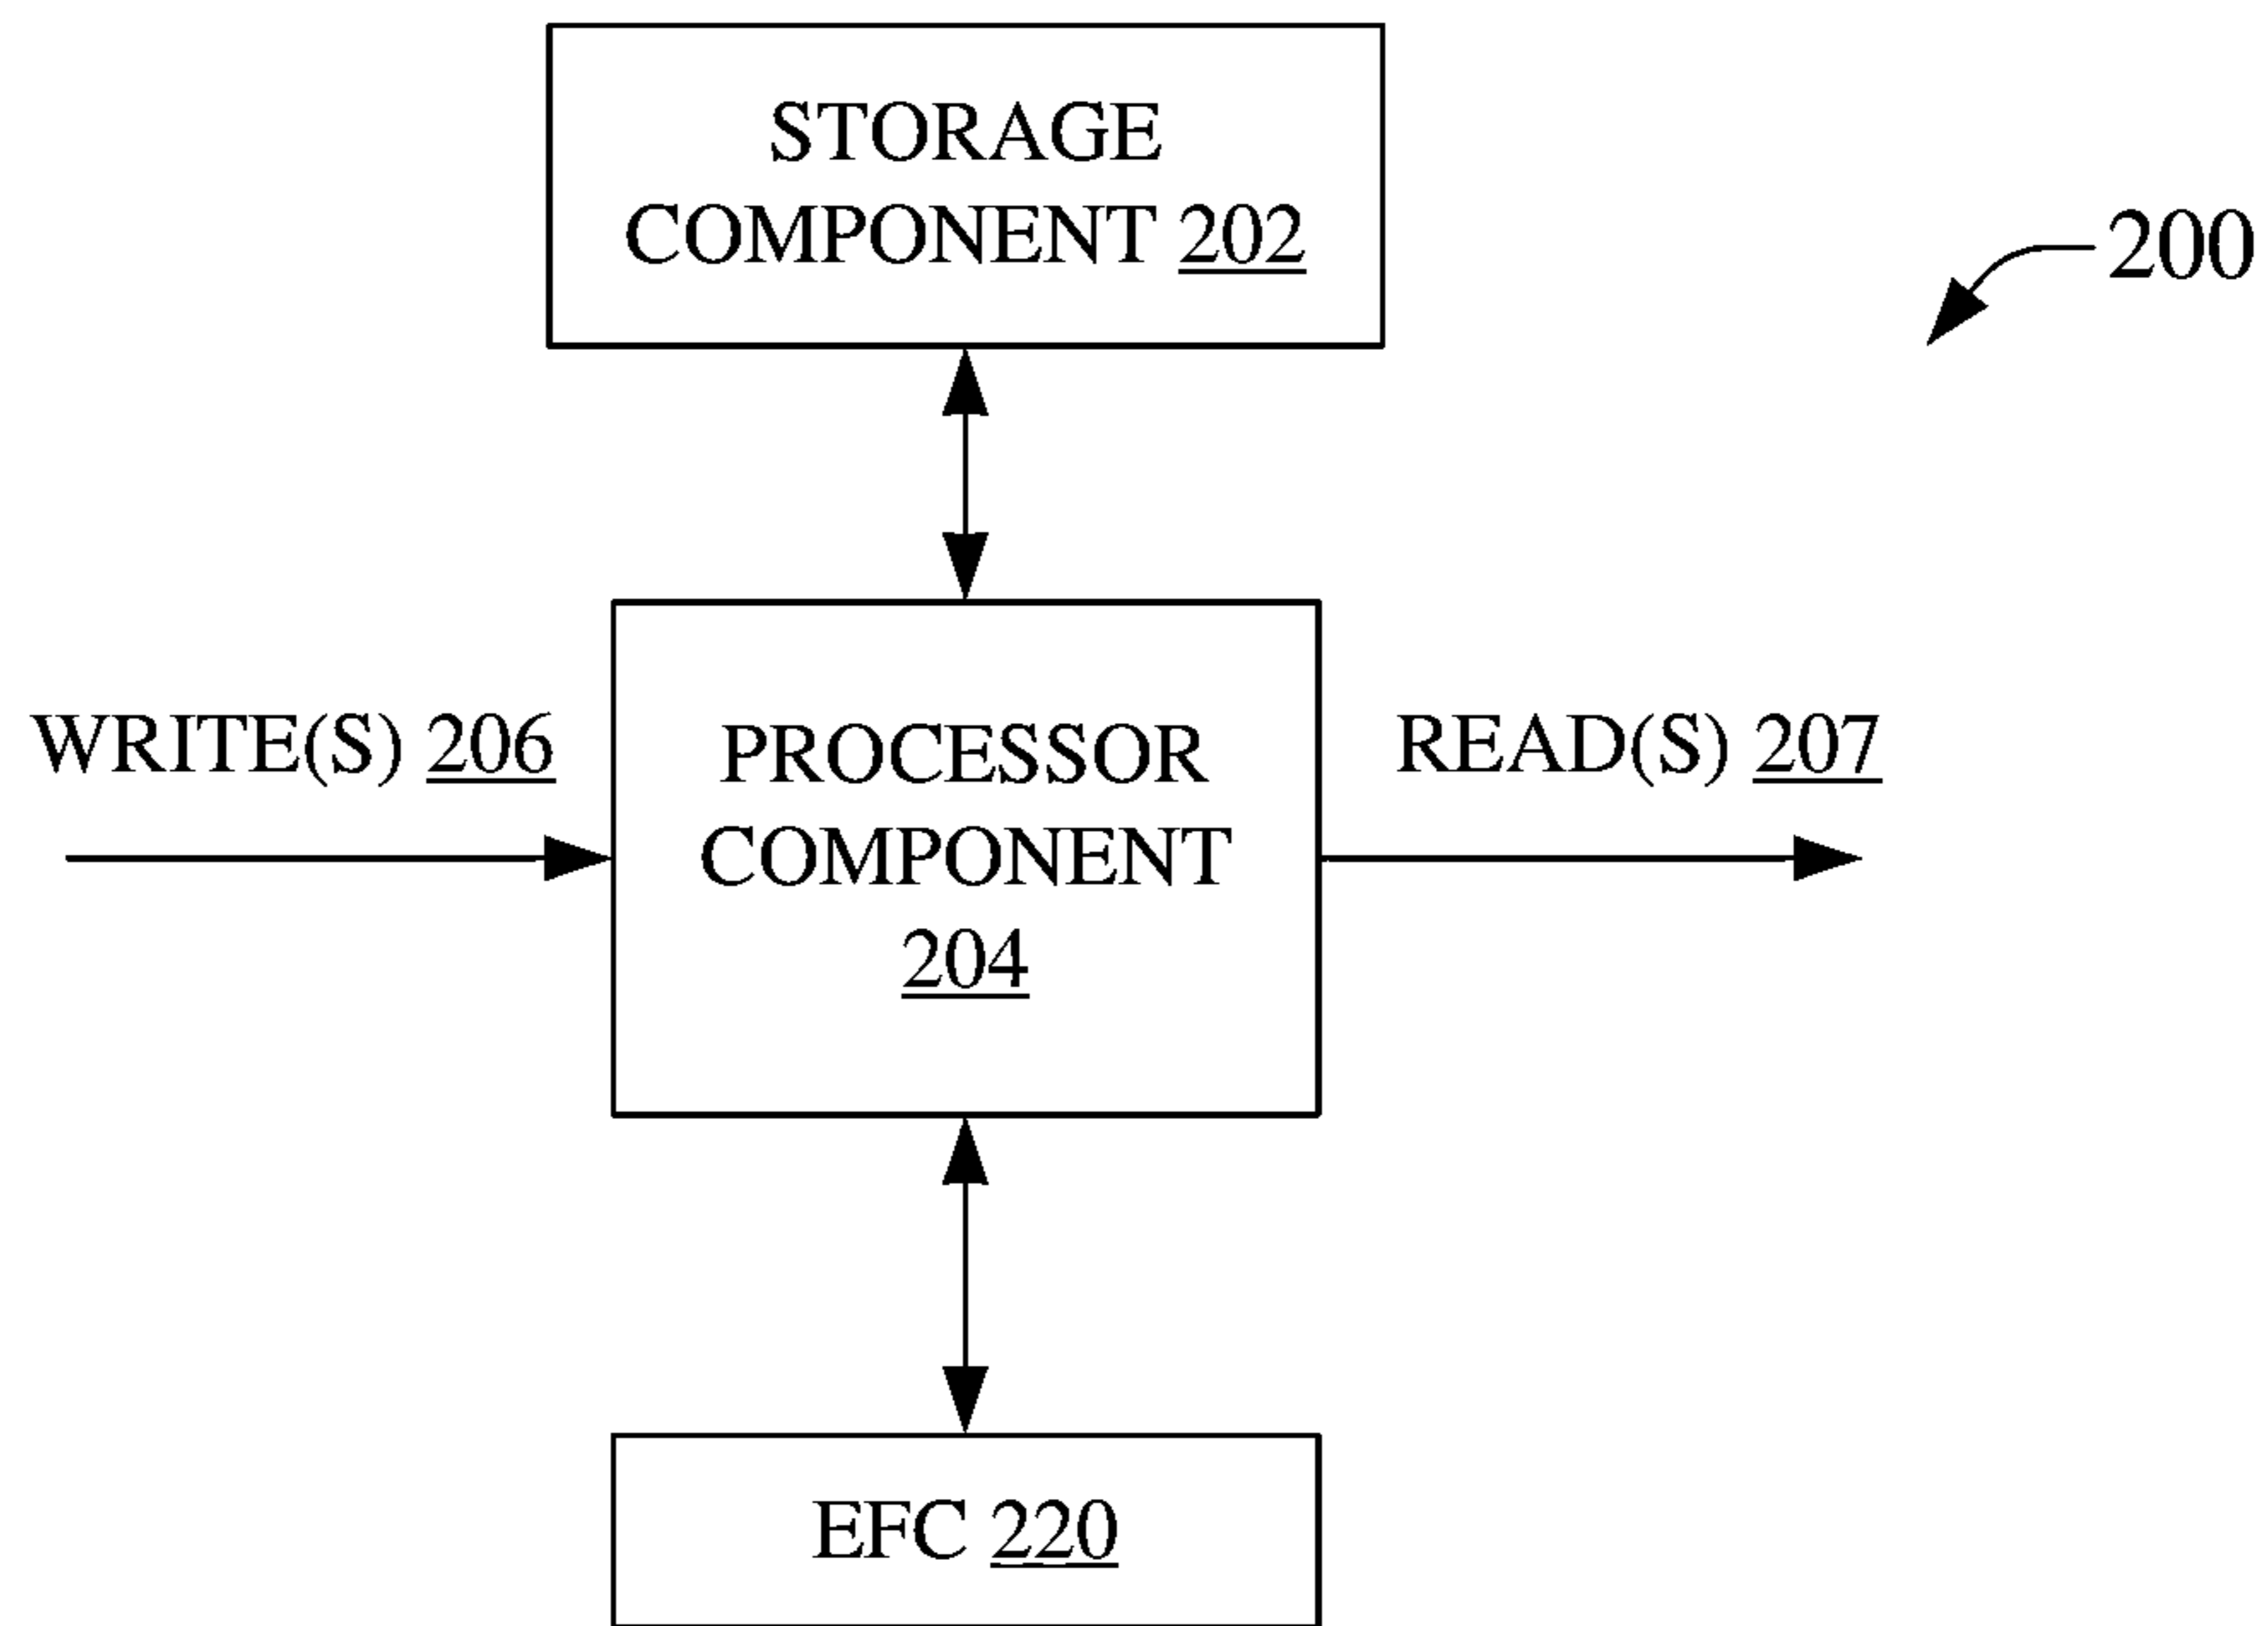 STORAGE
COMPONENT 202
200
WRITE(S) 206
PROCESSOR
COMPONENT
204
READ(S) 207
EFC 220